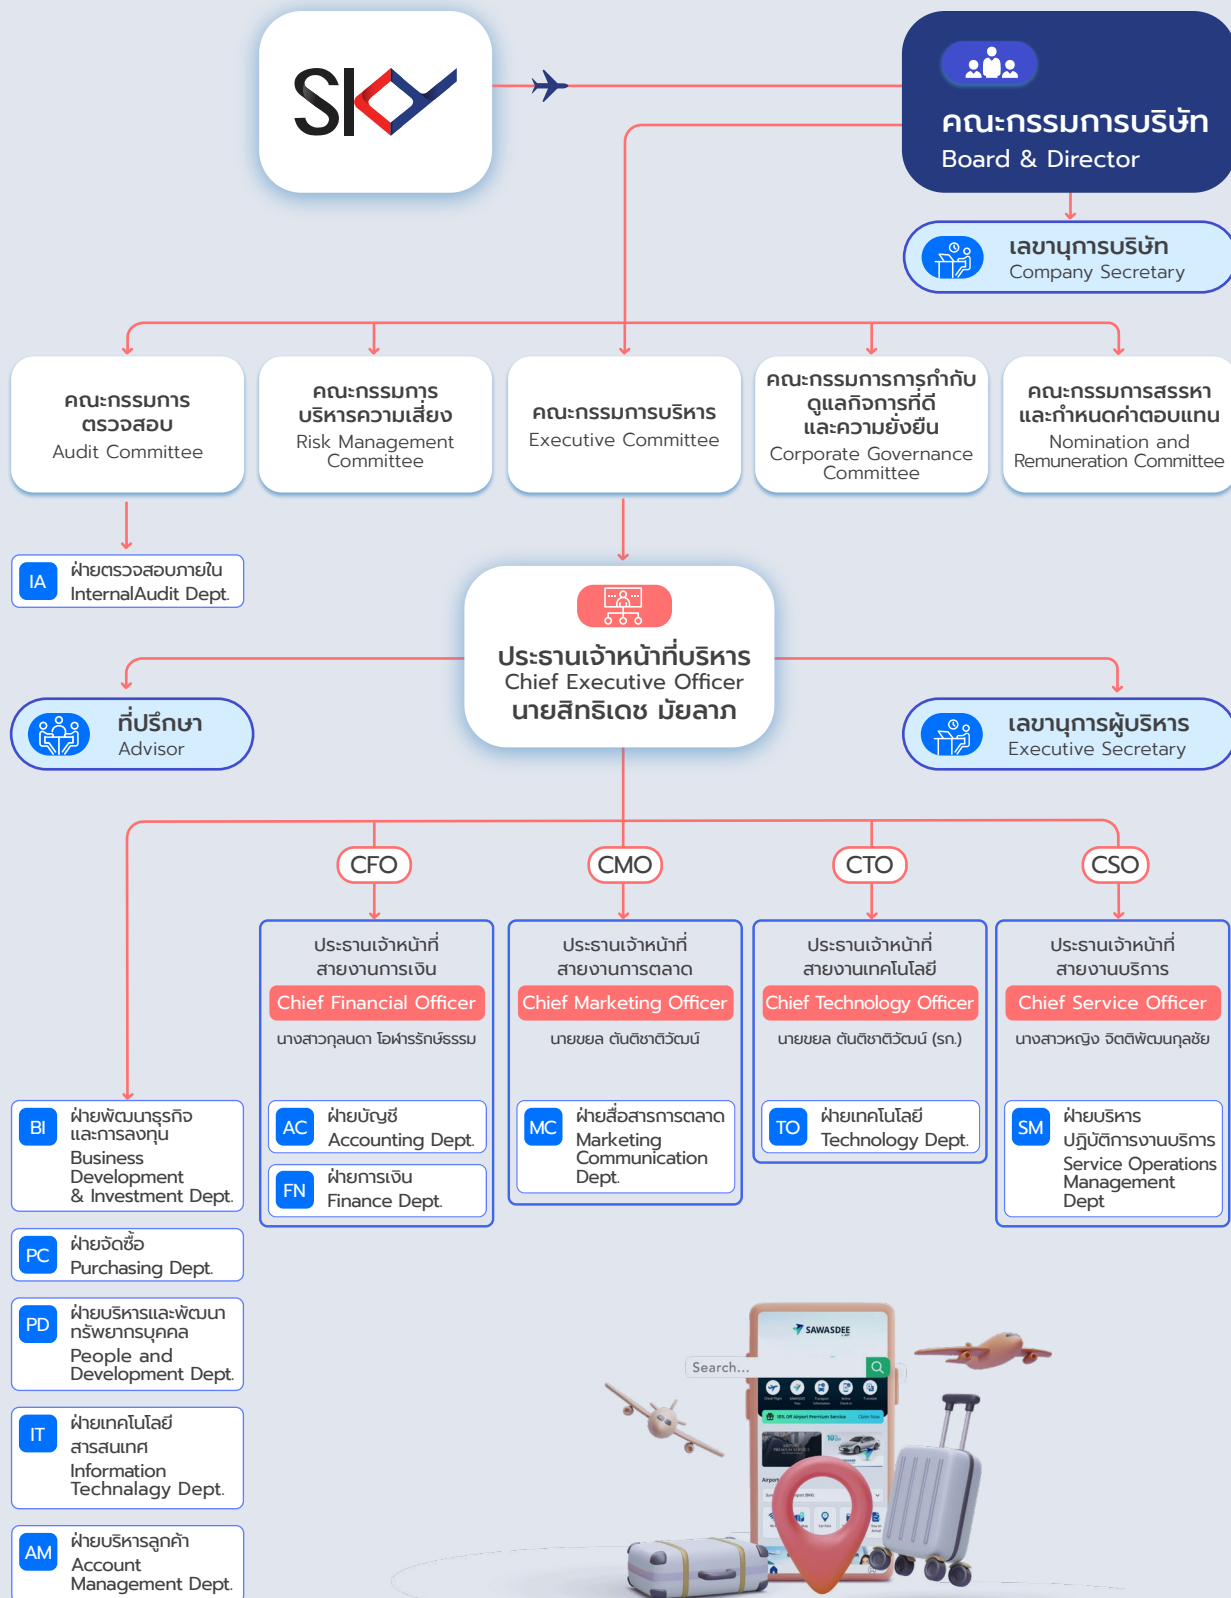 SKY
คณะกรรมการบริษัท
Board & Director
เลขานุการบริษัท
Company Secretary
คณะกรรมการ
ตรวจสอบ
Audit Committee
คณะกรรมการ
บริหารความเสี่ยง
Risk Management
Committee
คณะกรรมการบริหาร
Executive Committee
คณะกรรมการการกำกับ
ดูแลกิจการที่ดี
และความยั่งยืน
Corporate Governance
Committee
คณะกรรมการสรรหา
และกำหนดค่าตอบแทน
Nomination and
Remuneration Committee
IA
ฝ่ายตรวจสอบภายใน
InternalAudit Dept.
ประธานเจ้าหน้าที่บริหาร
Chief Executive Officer
นายสิทธิเดช มัยลาภ
ที่ปรึกษา
Advisor
เลขานุการผู้บริหาร
Executive Secretary
CFO
ประธานเจ้าหน้าที่
สายงานการเงิน
Chief Financial Officer
นางสาวกุลนดา โอฬารรักษ์ธรรม
AC
ฝ่ายบัญชี
Accounting Dept.
FN
ฝ่ายการเงิน
Finance Dept.
CMO
ประธานเจ้าหน้าที่
สายงานการตลาด
Chief Marketing Officer
นายขยล ตันติชาติวัฒน์
MC
ฝ่ายสื่อสารการตลาด
Marketing
Communication
Dept.
CTO
ประธานเจ้าหน้าที่
สายงานเทคโนโลยี
Chief Technology Officer
นายขยล ตันติชาติวัฒน์ (รก.)
TO
ฝ่ายเทคโนโลยี
Technology Dept.
CSO
ประธานเจ้าหน้าที่
สายงานบริการ
Chief Service Officer
นางสาวหญิง จิตติพัฒนกุลชัย
SM
ฝ่ายบริหาร
ปฏิบัติการงานบริการ
Service Operations
Management
Dept
BI
ฝ่ายพัฒนาธุรกิจ
และการลงทุน
Business
Development
& Investment Dept.
PC
ฝ่ายจัดซื้อ
Purchasing Dept.
PD
ฝ่ายบริหารและพัฒนา
ทรัพยากรบุคคล
People and
Development Dept.
IT
ฝ่ายเทคโนโลยี
สารสนเทศ
Information
Technalagy Dept.
AM
ฝ่ายบริหารลูกค้า
Account
Management Dept.
SAWASDEE
Search...
10% Off Airport Premium Service
Claim Now